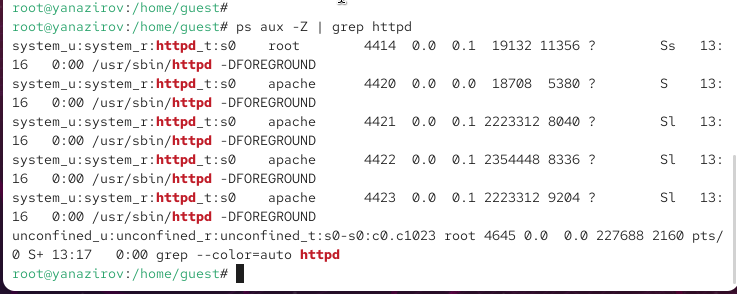 root@yanazirov:/home/guest#
root@yanazirov:/home/guest# ps aux -Z | grep httpd
system_u:system_r:httpd_t:s0    root      4414  0.0  0.1  19132 11356 ?        Ss   13:
16   0:00 /usr/sbin/httpd -DFOREGROUND
system_u:system_r:httpd_t:s0    apache      4420  0.0  0.0  18708  5380 ?        S    13:
16   0:00 /usr/sbin/httpd -DFOREGROUND
system_u:system_r:httpd_t:s0    apache      4421  0.0  0.1 2223312 8040 ?        Sl   13:
16   0:00 /usr/sbin/httpd -DFOREGROUND
system_u:system_r:httpd_t:s0    apache      4422  0.0  0.1 2354448 8336 ?        Sl   13:
16   0:00 /usr/sbin/httpd -DFOREGROUND
system_u:system_r:httpd_t:s0    apache      4423  0.0  0.1 2223312 9204 ?        Sl   13:
16   0:00 /usr/sbin/httpd -DFOREGROUND
unconfined_u:unconfined_r:unconfined_t:s0-s0:c0.c1023 root 4645 0.0  0.0 227688 2160 pts/
0 S+ 13:17   0:00 grep --color=auto httpd
root@yanazirov:/home/guest#